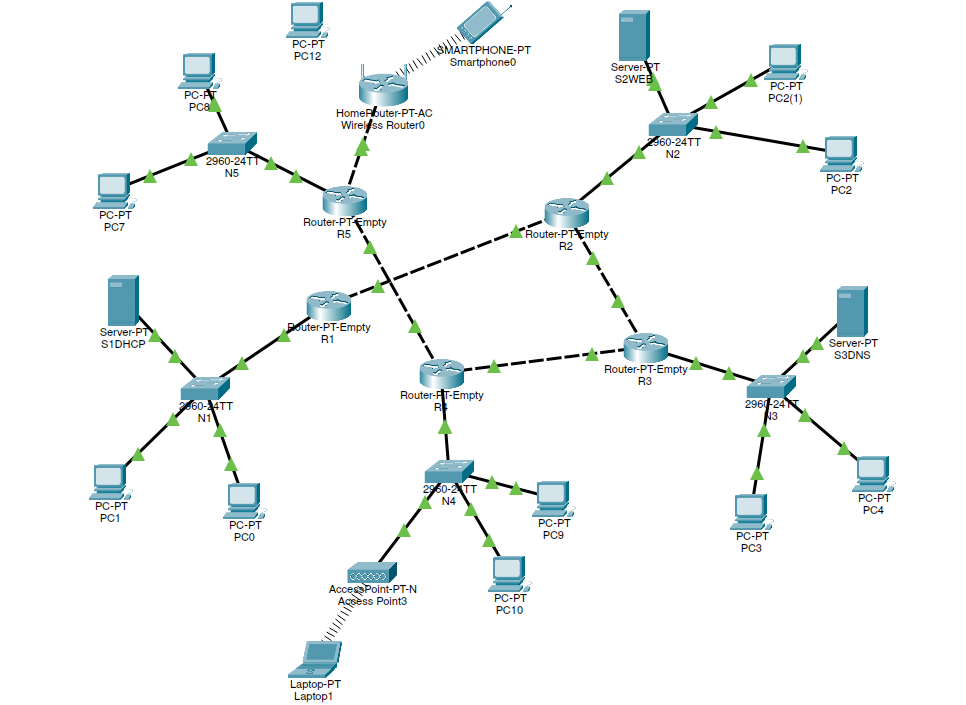 PC-PT
PC12
SMARTPHONE-PT
Smartphone0
Server-PT
S2WEB
PC-PT
PC2(1)
PC-PT
PC8
HomeRouter-PT-AC
Wireless Router0
2960-24TT
N2
2960-24TT
N5
PC-PT
PC2
PC-PT
PC7
Router-PT-Empty
R5
Router-PT-Empty
R2
Server-PT
S1DHCP
Router-PT-Empty
R1
Server-PT
S3DNS
Router-PT-Empty
R3
Router-PT-Empty
R4
2960-24TT
N1
2960-24TT
N3
2960-24TT
N4
PC-PT
PC1
PC-PT
PC0
PC-PT
PC9
PC-PT
PC4
PC-PT
PC3
AccessPoint-PT-N
Access Point3
PC-PT
PC10
Laptop-PT
Laptop1